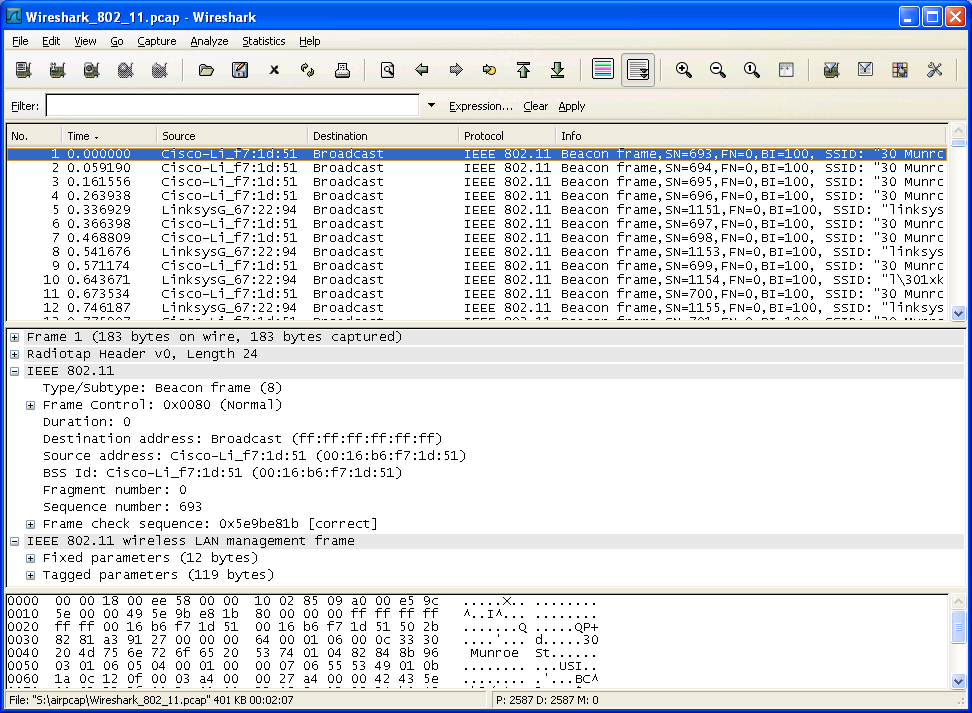 Wireshark_802_11.pcap - Wireshark
File Edit View Go Capture Analyze Statistics Help
Filter: Expression... Clear Apply
No. Time Source Destination Protocol Info
1 0.000000 Cisco-Li_f7:1d:51 Broadcast IEEE 802.11 Beacon frame,SN=693,FN=0,BI=100, SSID: "30 Munrc
2 0.059190 Cisco-Li_f7:1d:51 Broadcast IEEE 802.11 Beacon frame,SN=694,FN=0,BI=100, SSID: "30 Munrc
3 0.161556 Cisco-Li_f7:1d:51 Broadcast IEEE 802.11 Beacon frame,SN=695,FN=0,BI=100, SSID: "30 Munrc
4 0.263938 Cisco-Li_f7:1d:51 Broadcast IEEE 802.11 Beacon frame,SN=696,FN=0,BI=100, SSID: "30 Munrc
5 0.336929 LinksysG_67:22:94 Broadcast IEEE 802.11 Beacon frame,SN=1151,FN=0,BI=100, SSID: "linksys
6 0.366398 Cisco-Li_f7:1d:51 Broadcast IEEE 802.11 Beacon frame,SN=697,FN=0,BI=100, SSID: "30 Munrc
7 0.468809 Cisco-Li_f7:1d:51 Broadcast IEEE 802.11 Beacon frame,SN=698,FN=0,BI=100, SSID: "30 Munrc
8 0.541676 LinksysG_67:22:94 Broadcast IEEE 802.11 Beacon frame,SN=1153,FN=0,BI=100, SSID: "linksys
9 0.571174 Cisco-Li_f7:1d:51 Broadcast IEEE 802.11 Beacon frame,SN=699,FN=0,BI=100, SSID: "30 Munrc
10 0.643671 LinksysG_67:22:94 Broadcast IEEE 802.11 Beacon frame,SN=1154,FN=0,BI=100, SSID: "l\301xk
11 0.673534 Cisco-Li_f7:1d:51 Broadcast IEEE 802.11 Beacon frame,SN=700,FN=0,BI=100, SSID: "30 Munrc
12 0.746187 LinksysG_67:22:94 Broadcast IEEE 802.11 Beacon frame,SN=1155,FN=0,BI=100, SSID: "linksys
Frame 1 (183 bytes on wire, 183 bytes captured)
Radiotap Header v0, Length 24
IEEE 802.11
Type/Subtype: Beacon frame (8)
Frame Control: 0x0080 (Normal)
Duration: 0
Destination address: Broadcast (ff:ff:ff:ff:ff:ff)
Source address: Cisco-Li_f7:1d:51 (00:16:b6:f7:1d:51)
BSS Id: Cisco-Li_f7:1d:51 (00:16:b6:f7:1d:51)
Fragment number: 0
Sequence number: 693
Frame check sequence: 0x5e9be81b [correct]
IEEE 802.11 wireless LAN management frame
Fixed parameters (12 bytes)
Tagged parameters (119 bytes)
0000 00 00 18 00 ee 58 00 00 10 02 85 09 a0 00 e5 9c .....X.. ........
0010 5e 00 00 49 5e 9b e8 1b 80 00 00 00 ff ff ff ff ^..I^... ........
0020 ff ff 00 16 b6 f7 1d 51 00 16 b6 f7 1d 51 50 2b .......Q .....QP+
0030 82 81 a3 91 27 00 00 00 64 00 01 06 00 0c 33 30 ....'... d.....30
0040 20 4d 75 6e 72 6f 65 20 53 74 01 04 82 84 8b 96 Munroe St......
0050 03 01 06 05 04 00 01 00 00 07 06 55 53 49 01 0b ........ ...USI..
0060 1a 0c 12 0f 00 03 a4 00 00 27 a4 00 00 42 43 5e ........ .'...BC^
File: "S:\airpcap\Wireshark_802_11.pcap" 401 KB 00:02:07 P: 2587 D: 2587 M: 0